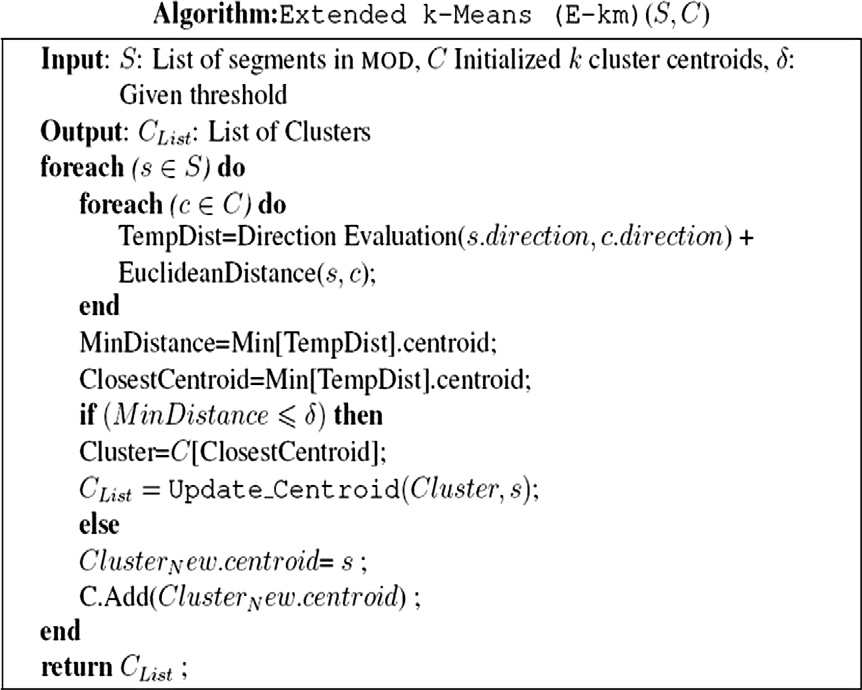 Algorithm:Extended k-Means (E-km)(S, C)
Input: S: List of segments in MOD, C Initialized k cluster centroids, δ:
Given threshold
Output: C_List: List of Clusters
foreach (s ∈ S) do
foreach (c ∈ C) do
TempDist=Direction Evaluation(s.direction, c.direction) +
EuclideanDistance(s, c);
end
MinDistance=Min[TempDist].centroid;
ClosestCentroid=Min[TempDist].centroid;
if (MinDistance ⩽ δ) then
Cluster=C[ClosestCentroid];
C_List = Update_Centroid(Cluster, s);
else
Cluster_New.centroid= s ;
C.Add(Cluster_New.centroid) ;
end
return C_List ;